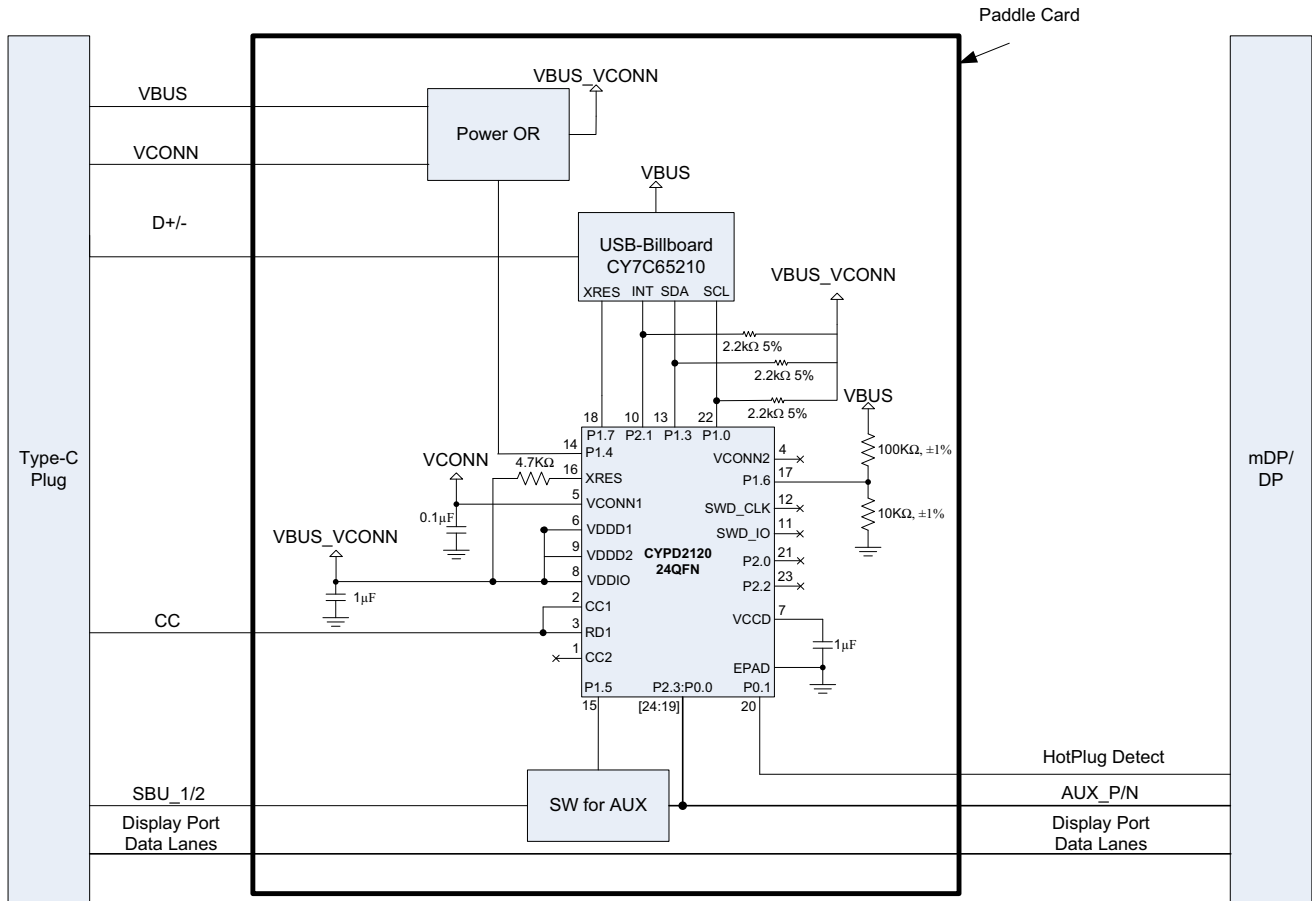 Paddle Card
VBUS
VCONN
D+/-
Power OR
VBUS_VCONN
VBUS
USB-Billboard
CY7C65210
XRES INT SDA SCL
VBUS_VCONN
2.2kΩ 5%
2.2kΩ 5%
2.2kΩ 5%
VBUS
100KΩ, ±1%
10KΩ, ±1%
18 10 13 22
P1.7 P2.1 P1.3 P1.0
14 P1.4
4.7KΩ
16 XRES
VCONN
5 VCONN1
0.1µF
6 VDDD1
VBUS_VCONN
9 VDDD2
8 VDDIO
1µF
2 CC1
CC
3 RD1
1 CC2
CYPD2120
24QFN
VCONN2 4
P1.6 17
SWD_CLK 12
SWD_IO 11
P2.0 21
P2.2 23
VCCD 7
1µF
EPAD
P1.5 P2.3:P0.0 P0.1
15 [24:19] 20
Type-C
Plug
mDP/
DP
HotPlug Detect
SBU_1/2
SW for AUX
AUX_P/N
Display Port
Data Lanes
Display Port
Data Lanes